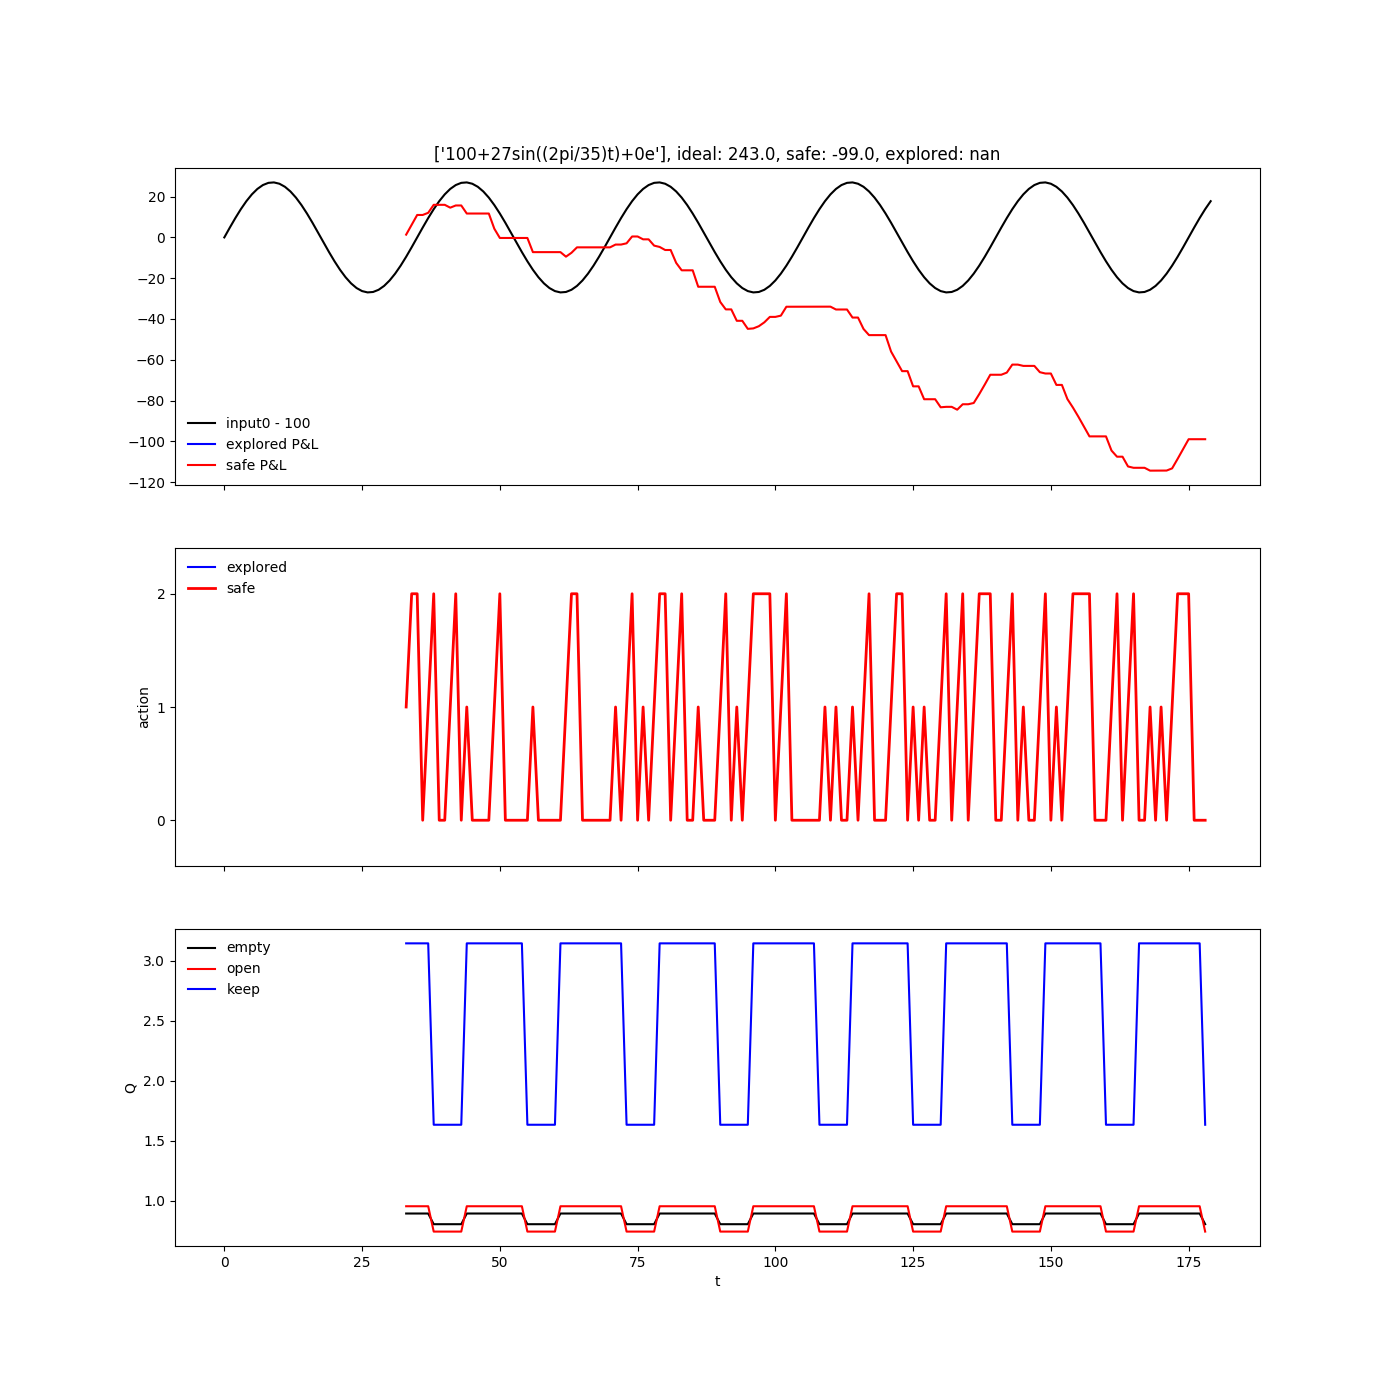 ['100+27sin((2pi/35)t)+0e'], ideal: 243.0, safe: -99.0, explored: nan
20
0
−20
−40
−60
−80
−100
−120
input0 - 100
explored P&L
safe P&L
explored
safe
2
1
0
action
empty
open
keep
3.0
2.5
2.0
1.5
1.0
Q
0 25 50 75 100 125 150 175
t